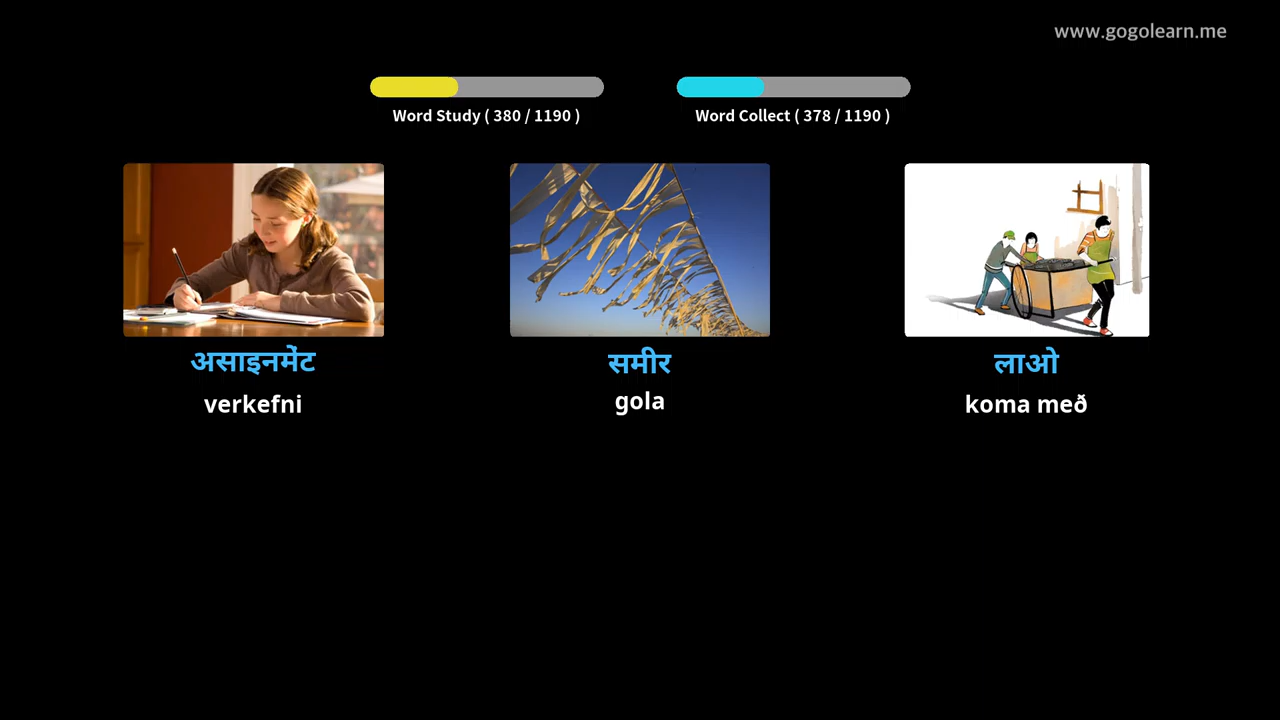 www.gogolearn.me
Word Study ( 380 / 1190 )
Word Collect ( 378 / 1190 )
असाइनमेंट
verkefni
समीर
gola
लाओ
koma með